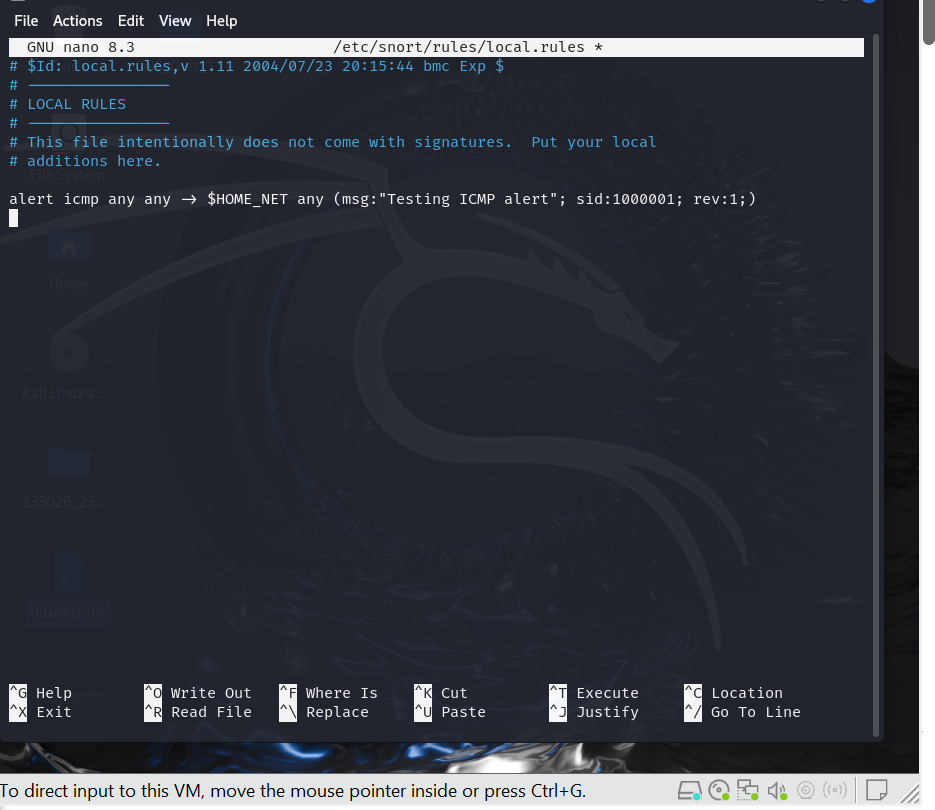 File Actions Edit View Help
GNU nano 8.3 /etc/snort/rules/local.rules *
# $Id: local.rules,v 1.11 2004/07/23 20:15:44 bmc Exp $
# ----------------
# LOCAL RULES
# ----------------
# This file intentionally does not come with signatures.  Put your local
# additions here.
File System
alert icmp any any -> $HOME_NET any (msg:"Testing ICMP alert"; sid:1000001; rev:1;)
Home
Kali Linux a...
233026_23...
noxious.zip
^G Help ^O Write Out ^F Where Is ^K Cut ^T Execute ^C Location
^X Exit ^R Read File ^\ Replace ^U Paste ^J Justify ^/ Go To Line
To direct input to this VM, move the mouse pointer inside or press Ctrl+G.